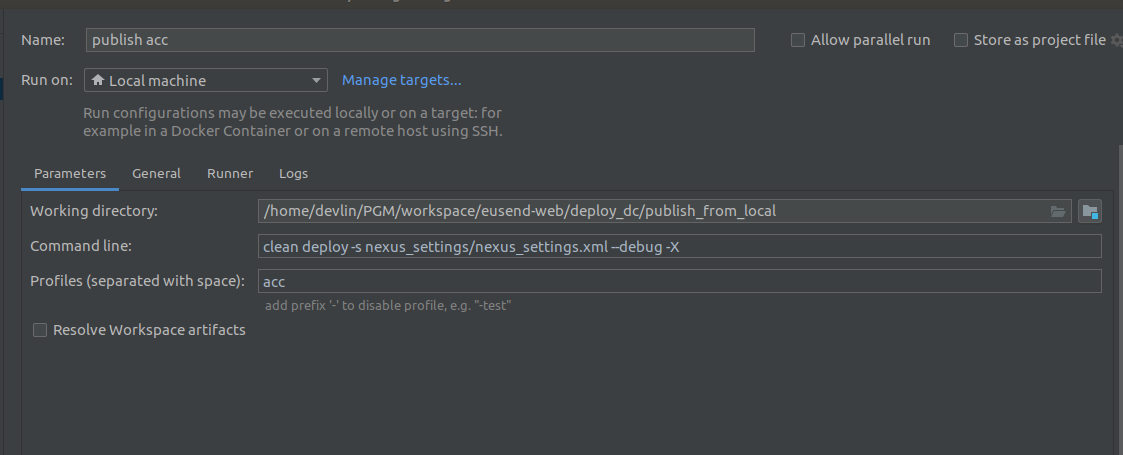 Name: publish acc Allow parallel run Store as project file
Run on: Local machine Manage targets...
Run configurations may be executed locally or on a target: for
example in a Docker Container or on a remote host using SSH.
Parameters General Runner Logs
Working directory: /home/devlin/PGM/workspace/eusend-web/deploy_dc/publish_from_local
Command line: clean deploy -s nexus_settings/nexus_settings.xml --debug -X
Profiles (separated with space): acc
add prefix '-' to disable profile, e.g. "-test"
Resolve Workspace artifacts